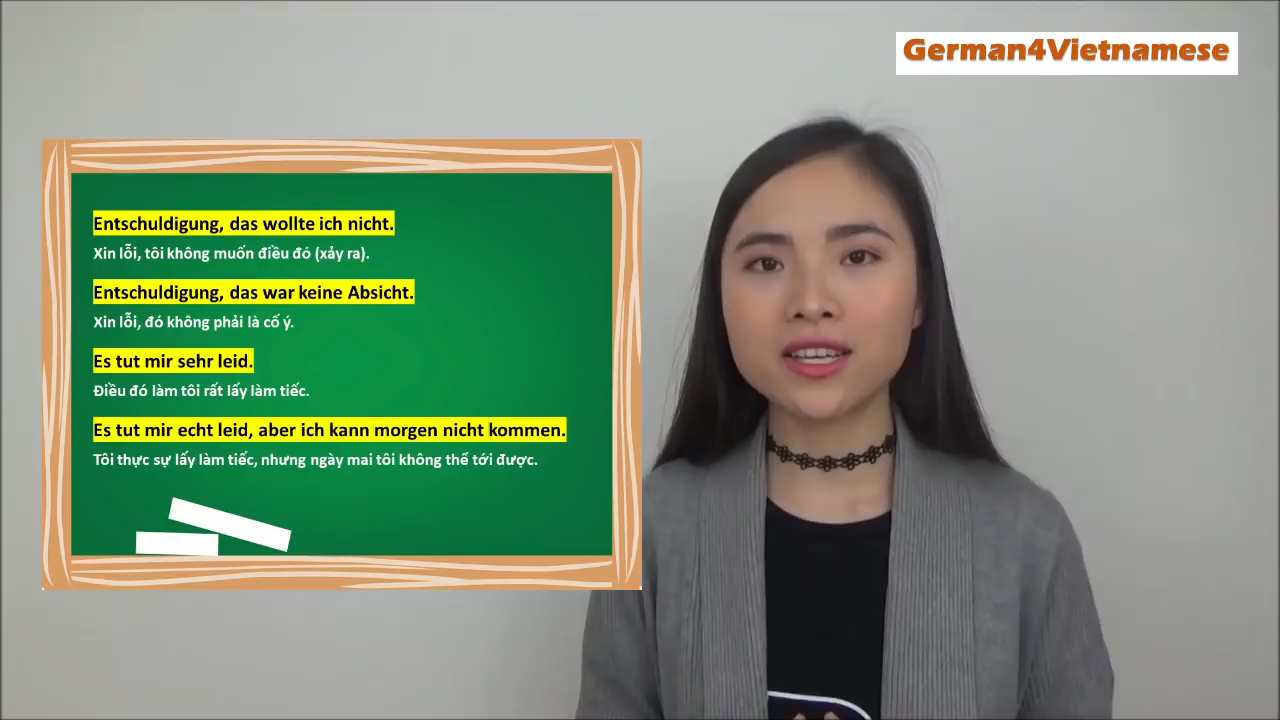 German4Vietnamese
Entschuldigung, das wollte ich nicht.
Xin lỗi, tôi không muốn điều đó (xảy ra).
Entschuldigung, das war keine Absicht.
Xin lỗi, đó không phải là cố ý.
Es tut mir sehr leid.
Điều đó làm tôi rất lấy làm tiếc.
Es tut mir echt leid, aber ich kann morgen nicht kommen.
Tôi thực sự lấy làm tiếc, nhưng ngày mai tôi không thể tới được.